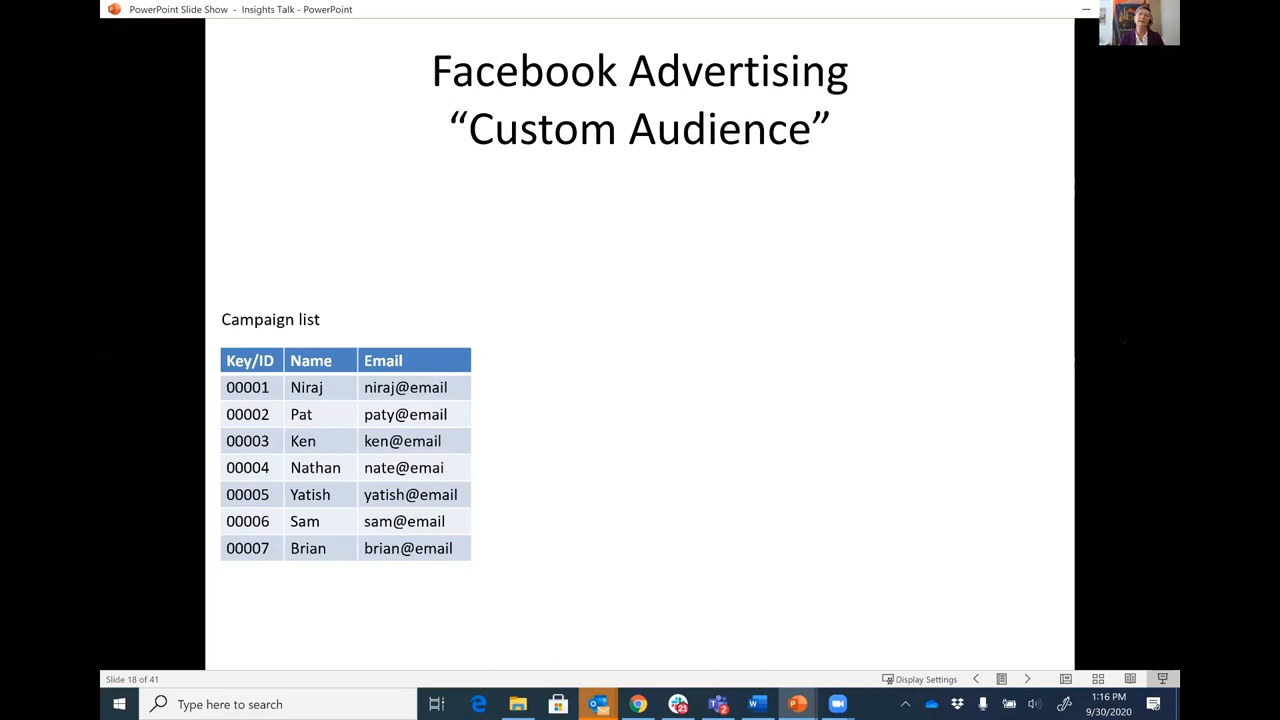 PowerPoint Slide Show - Insights Talk - PowerPoint
Facebook Advertising
“Custom Audience”
Campaign list
Key/ID Name Email
00001 Niraj niraj@email
00002 Pat paty@email
00003 Ken ken@email
00004 Nathan nate@emai
00005 Yatish yatish@email
00006 Sam sam@email
00007 Brian brian@email
Slide 18 of 41
Display Settings
Type here to search
21
2
1:16 PM
9/30/2020